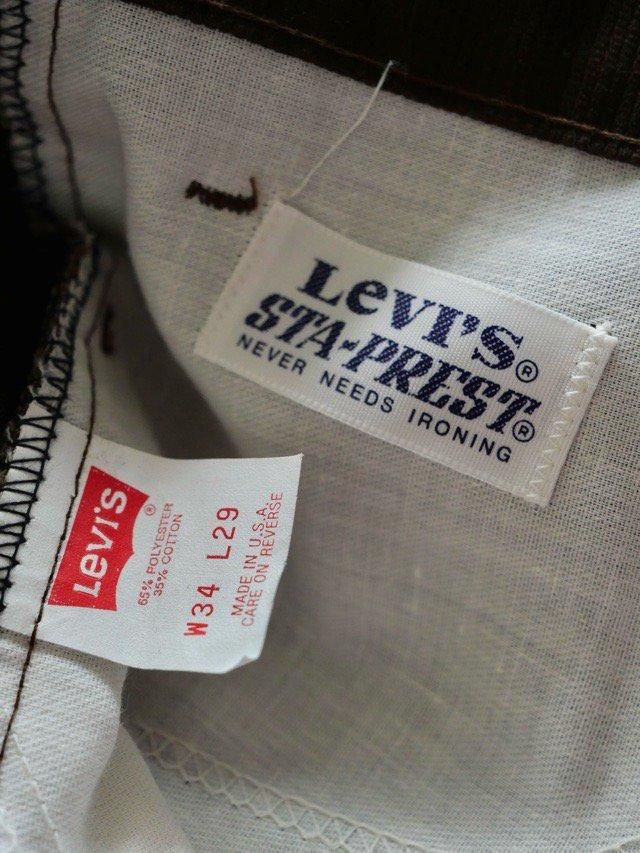 Levi's®
STA-PREST®
NEVER NEEDS IRONING
Levi's®
65% POLYESTER
35% COTTON
W34 L29
MADE IN U.S.A.
CARE ON REVERSE